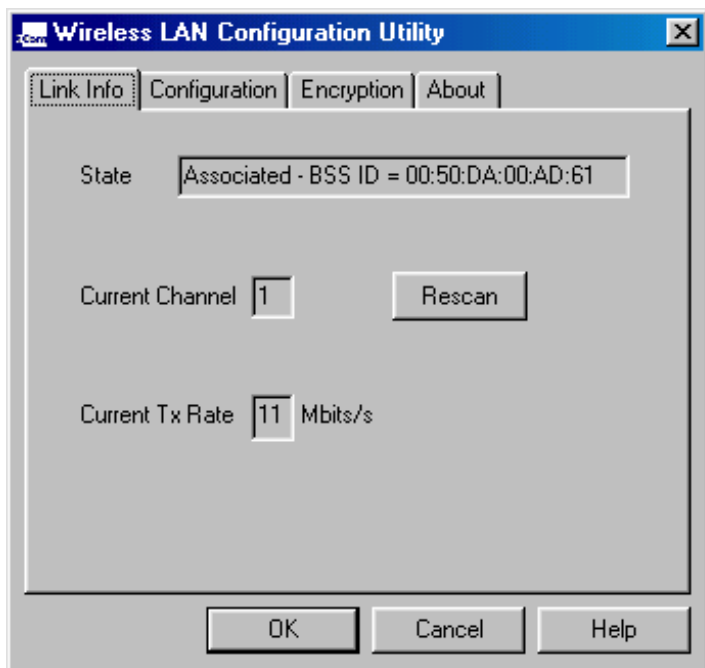 zCom Wireless LAN Configuration Utility
Link Info Configuration Encryption About
State Associated - BSS ID = 00:50:DA:00:AD:61
Current Channel 1 Rescan
Current Tx Rate 11 Mbits/s
OK Cancel Help